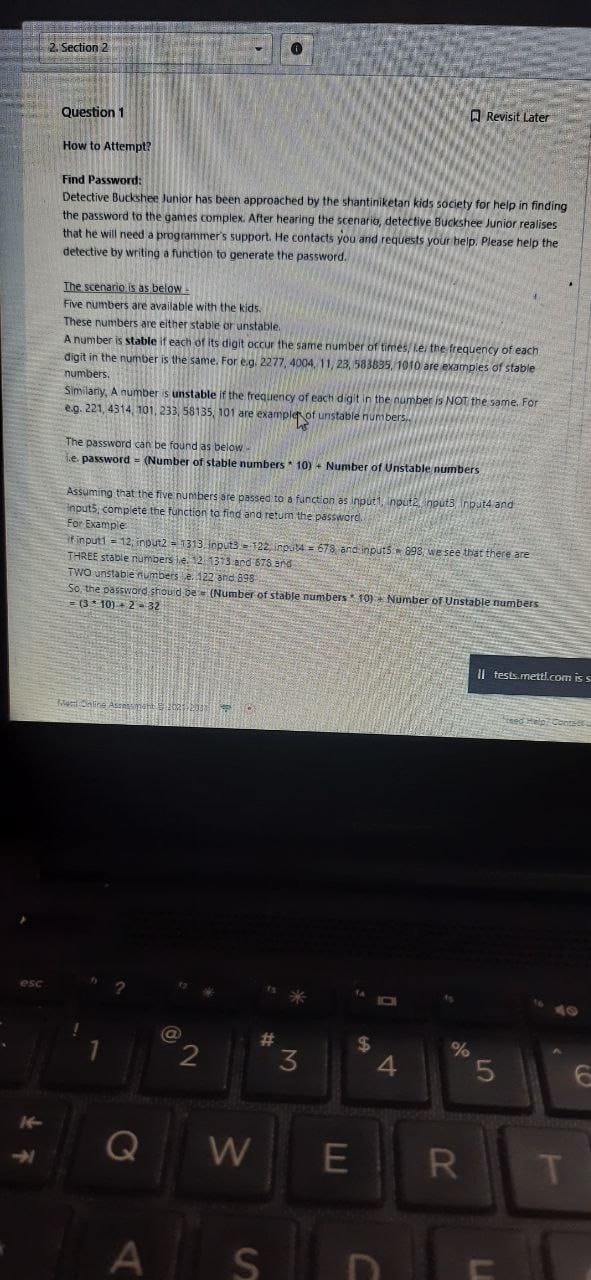 2. Section 2
Question 1
Revisit Later
How to Attempt?
Find Password:
Detective Buckshee Junior has been approached by the shantiniketan kids society for help in finding
the password to the games complex. After hearing the scenario, detective Buckshee Junior realises
that he will need a programmer's support. He contacts you and requests your help. Please help the
detective by writing a function to generate the password.
The scenario is as below -
Five numbers are available with the kids.
These numbers are either stable or unstable.
A number is stable if each of its digit occur the same number of times, i.e. the frequency of each
digit in the number is the same. For e.g. 2277, 4004, 11, 23, 583835, 1010 are examples of stable
numbers.
Similarly, A number is unstable if the frequency of each digit in the number is NOT the same. For
e.g. 221, 4314, 101, 233, 58135, 101 are example of unstable numbers..
The password can be found as below -
i.e. password = (Number of stable numbers * 10) + Number of Unstable numbers
Assuming that the five numbers are passed to a function as input1, input2, input3, input4 and
input5, complete the function to find and return the password.
For Example:
If input1 = 12, input2 = 1313, input3 = 122, input4 = 678, and input5 = 898, we see that there are
THREE stable numbers i.e. 12, 1313 and 678 and
TWO unstable numbers i.e. 122 and 898
So, the password should be = (Number of stable numbers * 10) + Number of Unstable numbers
= (3 * 10) + 2 = 32
tests.mettl.com is s
Mettl Online Assessment © 2021-2031
Need Help? Contact
esc
?
! 1
@ 2
# 3
$ 4
% 5
^ 6
Q W E R T
A S D F